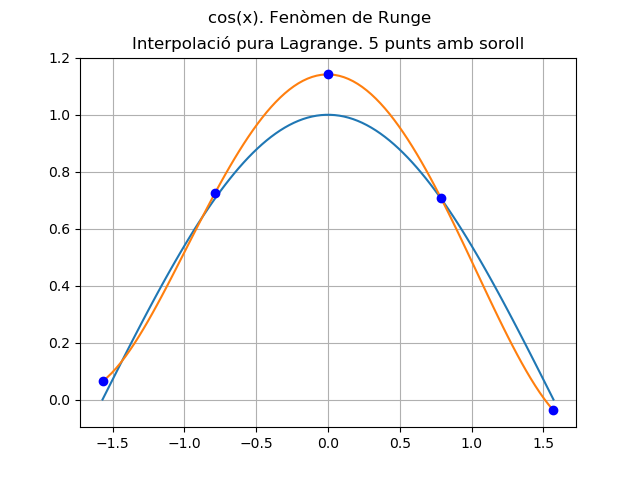 cos(x). Fenòmen de Runge
Interpolació pura Lagrange. 5 punts amb soroll
1.2
1.0
0.8
0.6
0.4
0.2
0.0
−1.5 −1.0 −0.5 0.0 0.5 1.0 1.5